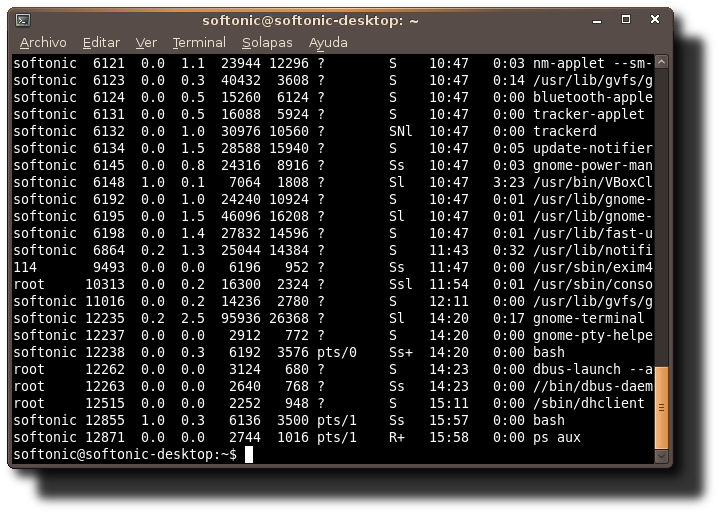 softonic@softonic-desktop: ~
Archivo Editar Ver Terminal Solapas Ayuda
softonic  6121  0.0  1.1  23944 12296 ?        S    10:47   0:03 nm-applet --sm-
softonic  6123  0.0  0.3  40432  3608 ?        S    10:47   0:14 /usr/lib/gvfs/g
softonic  6124  0.0  0.5  15260  6124 ?        S    10:47   0:00 bluetooth-apple
softonic  6131  0.0  0.5  16088  5924 ?        S    10:47   0:00 tracker-applet
softonic  6132  0.0  1.0  30976 10560 ?        SNl  10:47   0:00 trackerd
softonic  6134  0.0  1.5  28588 15940 ?        S    10:47   0:05 update-notifier
softonic  6145  0.0  0.8  24316  8916 ?        Ss   10:47   0:03 gnome-power-man
softonic  6148  1.0  0.1   7064  1808 ?        Sl   10:47   3:23 /usr/bin/VBoxCl
softonic  6192  0.0  1.0  24240 10924 ?        S    10:47   0:01 /usr/lib/gnome-
softonic  6195  0.0  1.5  46096 16208 ?        Sl   10:47   0:01 /usr/lib/gnome-
softonic  6198  0.0  1.4  27832 14596 ?        S    10:47   0:01 /usr/lib/fast-u
softonic  6864  0.2  1.3  25044 14384 ?        S    11:43   0:32 /usr/lib/notifi
114       9493  0.0  0.0   6196   952 ?        Ss   11:47   0:00 /usr/sbin/exim4
root     10313  0.0  0.2  16300  2324 ?        Ssl  11:54   0:01 /usr/sbin/conso
softonic 11016  0.0  0.2  14236  2780 ?        S    12:11   0:00 /usr/lib/gvfs/g
softonic 12235  0.2  2.5  95936 26368 ?        Sl   14:20   0:17 gnome-terminal
softonic 12237  0.0  0.0   2912   772 ?        S    14:20   0:00 gnome-pty-helpe
softonic 12238  0.0  0.3   6192  3576 pts/0    Ss+  14:20   0:00 bash
root     12262  0.0  0.0   3124   680 ?        S    14:23   0:00 dbus-launch --a
root     12263  0.0  0.0   2640   768 ?        Ss   14:23   0:00 //bin/dbus-daem
root     12515  0.0  0.0   2252   948 ?        S    15:11   0:00 /sbin/dhclient
softonic 12855  1.0  0.3   6136  3500 pts/1    Ss   15:57   0:00 bash
softonic 12871  0.0  0.0   2744  1016 pts/1    R+   15:58   0:00 ps aux
softonic@softonic-desktop:~$